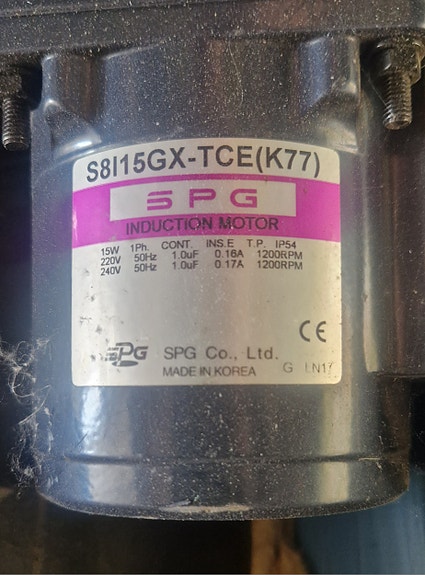 S8I15GX-TCE(K77)
SPG
INDUCTION MOTOR
15W 1Ph. CONT. INS.E T.P. IP54
220V 50Hz 1.0uF 0.16A 1200RPM
240V 50Hz 1.0uF 0.17A 1200RPM
CE
SPG SPG Co., Ltd.
MADE IN KOREA G